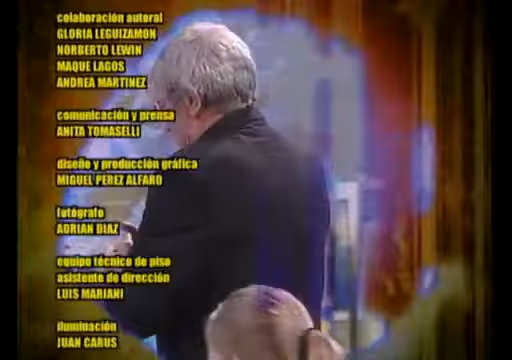 colaboración autoral
GLORIA LEGUIZAMON
NORBERTO LEWIN
MAQUE LAGOS
ANDREA MARTINEZ
comunicación y prensa
ANITA TOMASELLI
diseño y producción gráfica
MIGUEL PEREZ ALFARO
fotógrafo
ADRIAN DIAZ
equipo técnico de piso
asistente de dirección
LUIS MARIANI
iluminación
JUAN CARUS